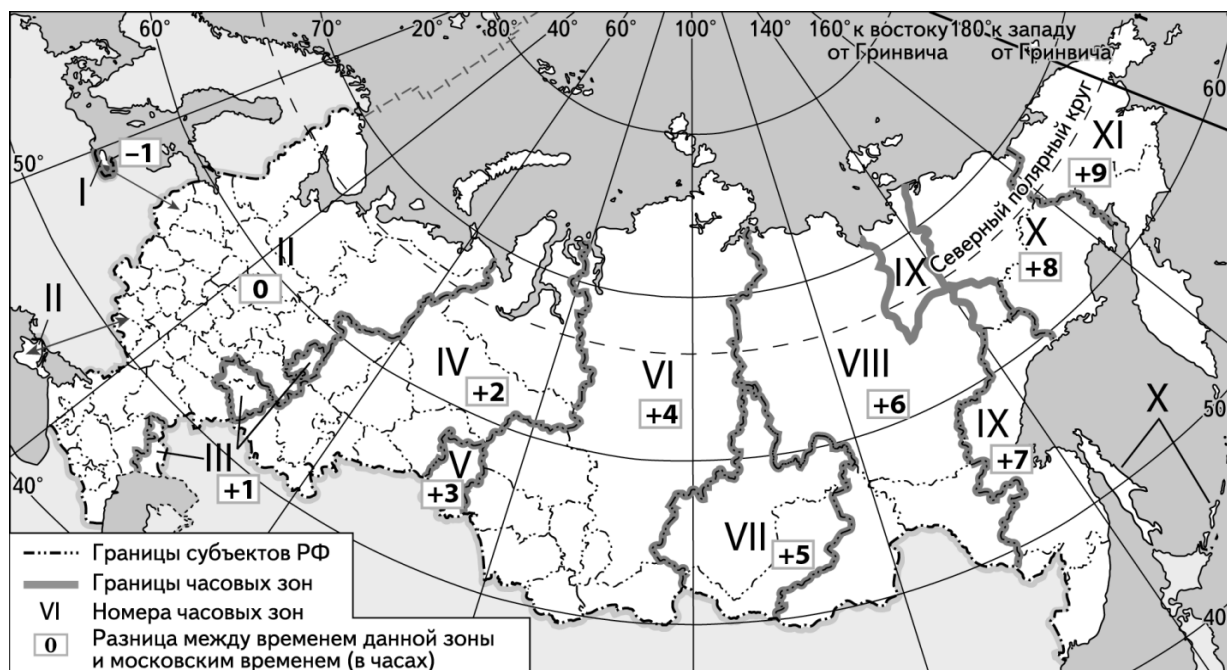 60° 70° 80° 100° 120° 140° 160° к востоку 180° к западу
от Гринвича от Гринвича
60°
50°
40°
50°
40°
I
–1
II
II
0
III
+1
IV
+2
V
+3
VI
+4
VII
+5
VIII
+6
IX
IX
+7
X
+8
XI
+9
X
Северный полярный круг
Границы субъектов РФ
Границы часовых зон
VI Номера часовых зон
0 Разница между временем данной зоны
и московским временем (в часах)